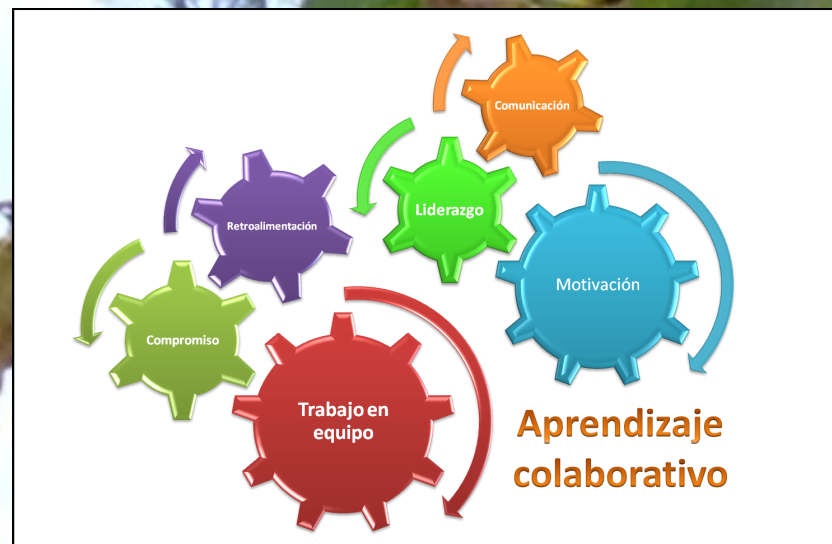 Comunicación
Liderazgo
Retroalimentación
Motivación
Compromiso
Trabajo en
equipo
Aprendizaje
colaborativo